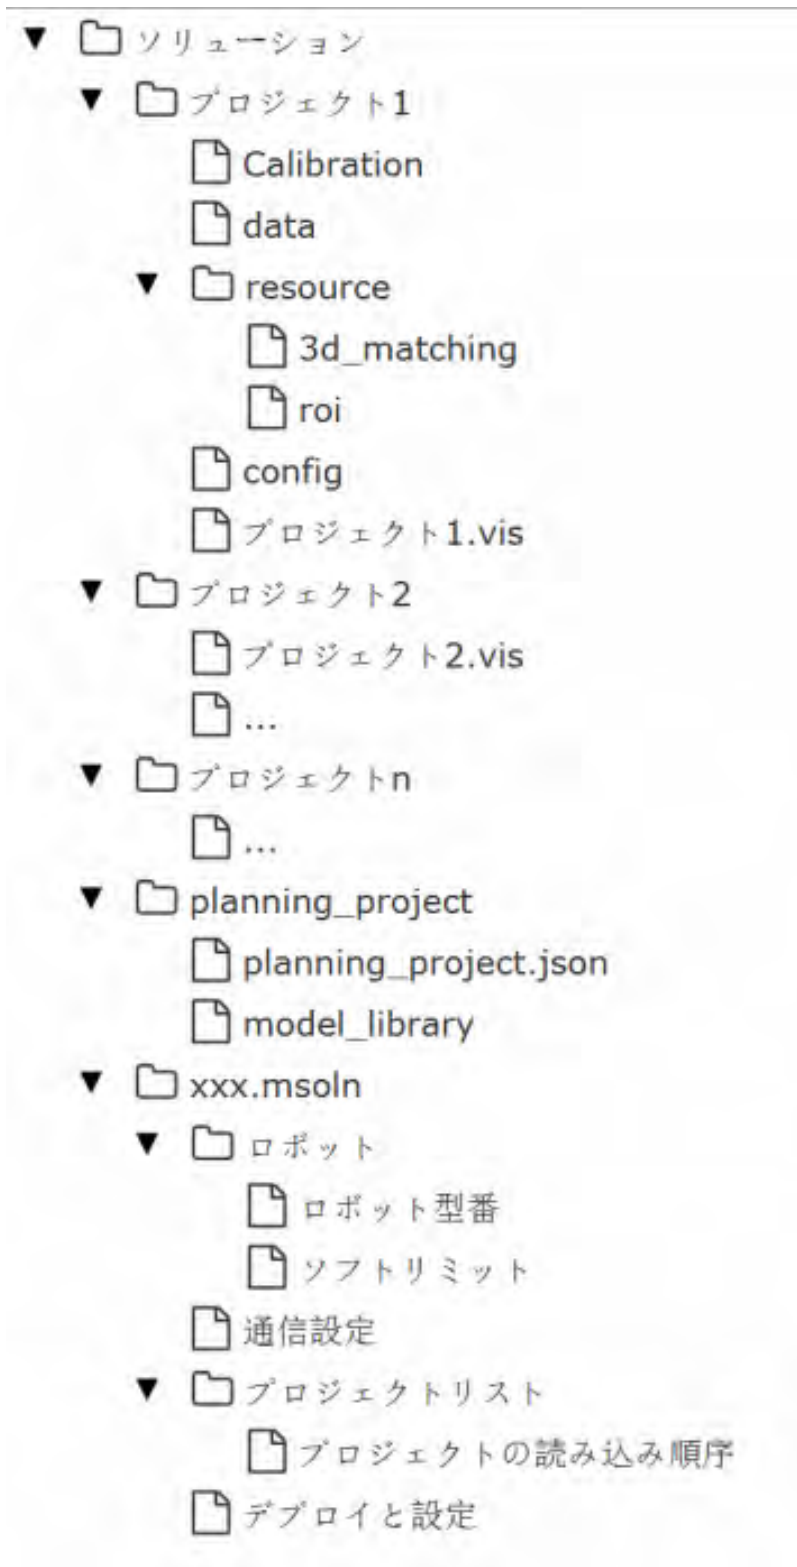 ソリューション
プロジェクト1
Calibration
data
resource
3d_matching
roi
config
プロジェクト1.vis
プロジェクト2
プロジェクト2.vis
...
プロジェクトn
...
planning_project
planning_project.json
model_library
xxx.msoln
ロボット
ロボット型番
ソフトリミット
通信設定
プロジェクトリスト
プロジェクトの読み込み順序
デプロイと設定